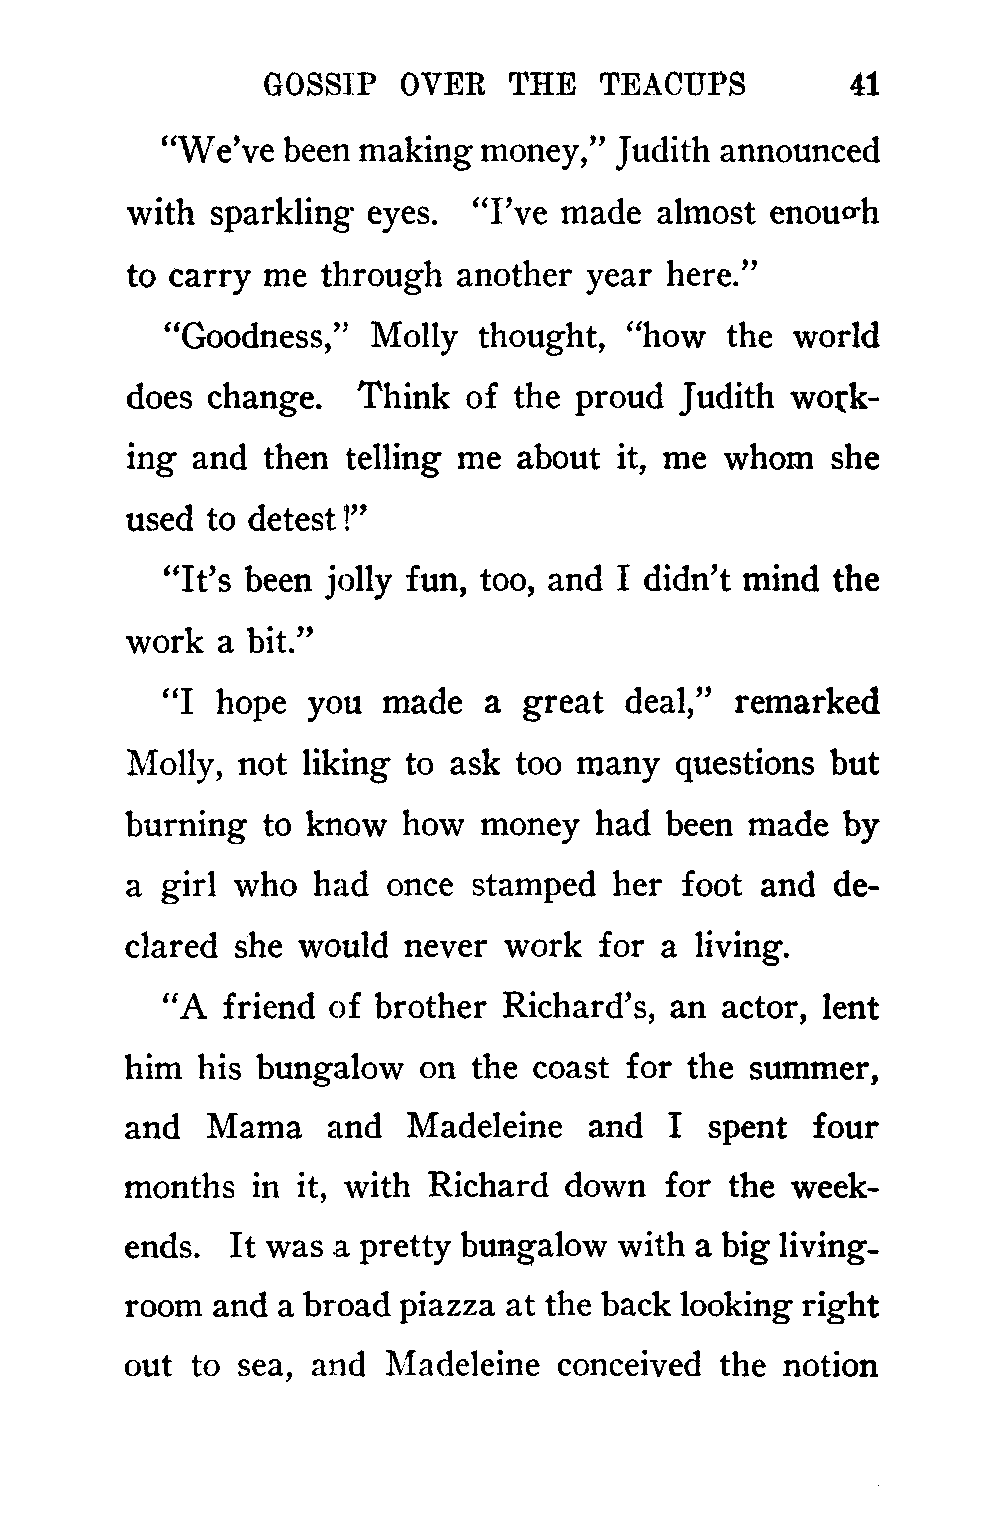 GOSSIP OVER THE TEACUPS 41
“We’ve been making money,” Judith announced
with sparkling eyes. “I’ve made almost enough
to carry me through another year here.”
“Goodness,” Molly thought, “how the world
does change. Think of the proud Judith work-
ing and then telling me about it, me whom she
used to detest!”
“It’s been jolly fun, too, and I didn’t mind the
work a bit.”
“I hope you made a great deal,” remarked
Molly, not liking to ask too many questions but
burning to know how money had been made by
a girl who had once stamped her foot and de-
clared she would never work for a living.
“A friend of brother Richard’s, an actor, lent
him his bungalow on the coast for the summer,
and Mama and Madeleine and I spent four
months in it, with Richard down for the week-
ends. It was a pretty bungalow with a big living-
room and a broad piazza at the back looking right
out to sea, and Madeleine conceived the notion